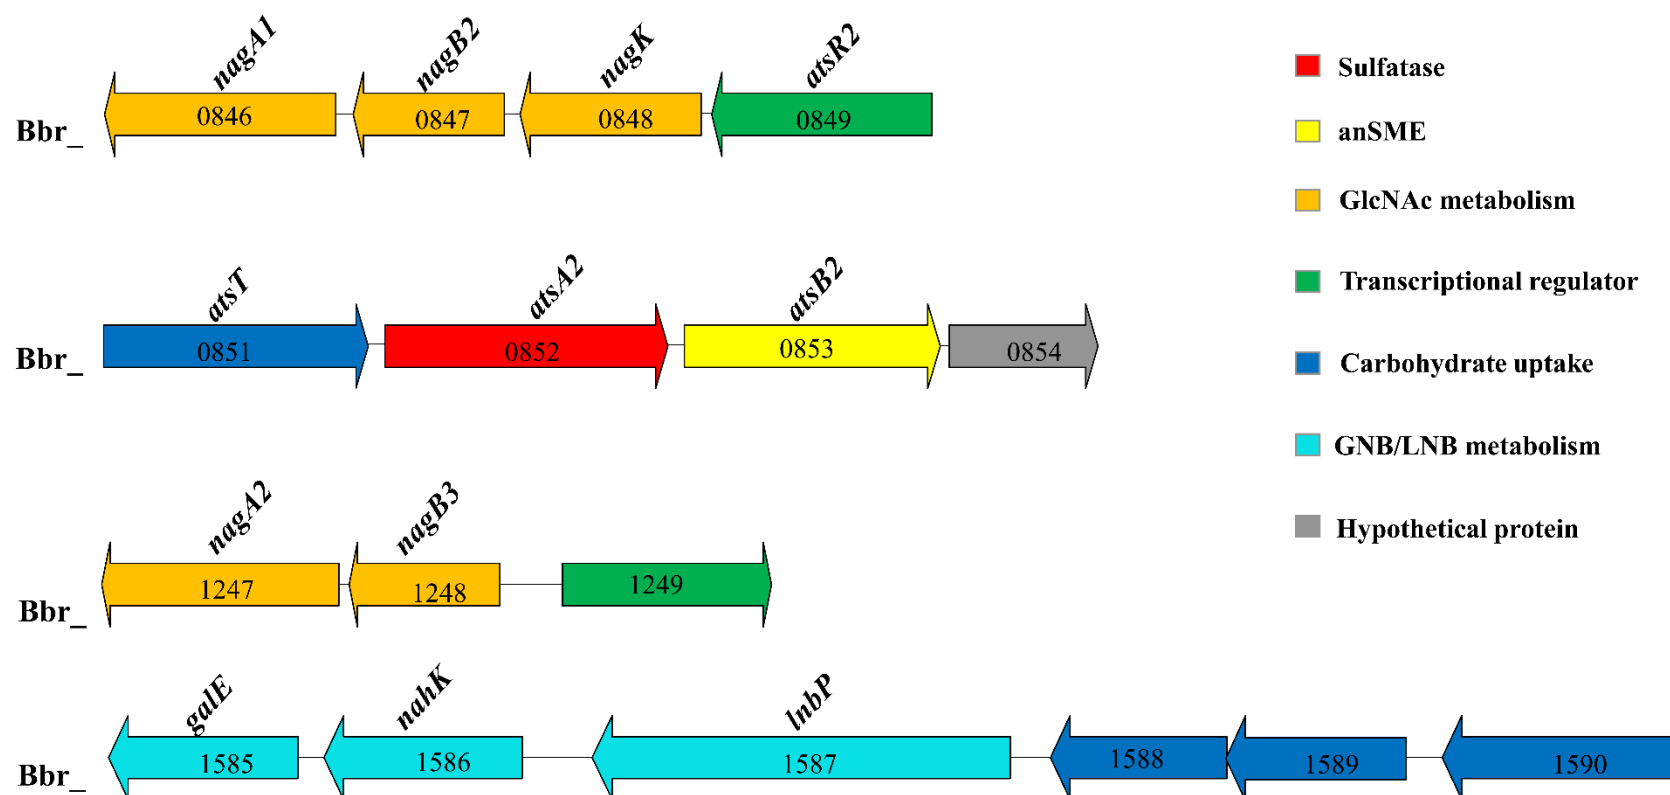 nagA1 nagB2 nagK atsR2
Bbr_ 0846 0847 0848 0849
atsT atsA2 atsB2
Bbr_ 0851 0852 0853 0854
nagA2 nagB3
Bbr_ 1247 1248 1249
galE nahK lnbP
Bbr_ 1585 1586 1587 1588 1589 1590
Sulfatase
anSME
GlcNAc metabolism
Transcriptional regulator
Carbohydrate uptake
GNB/LNB metabolism
Hypothetical protein